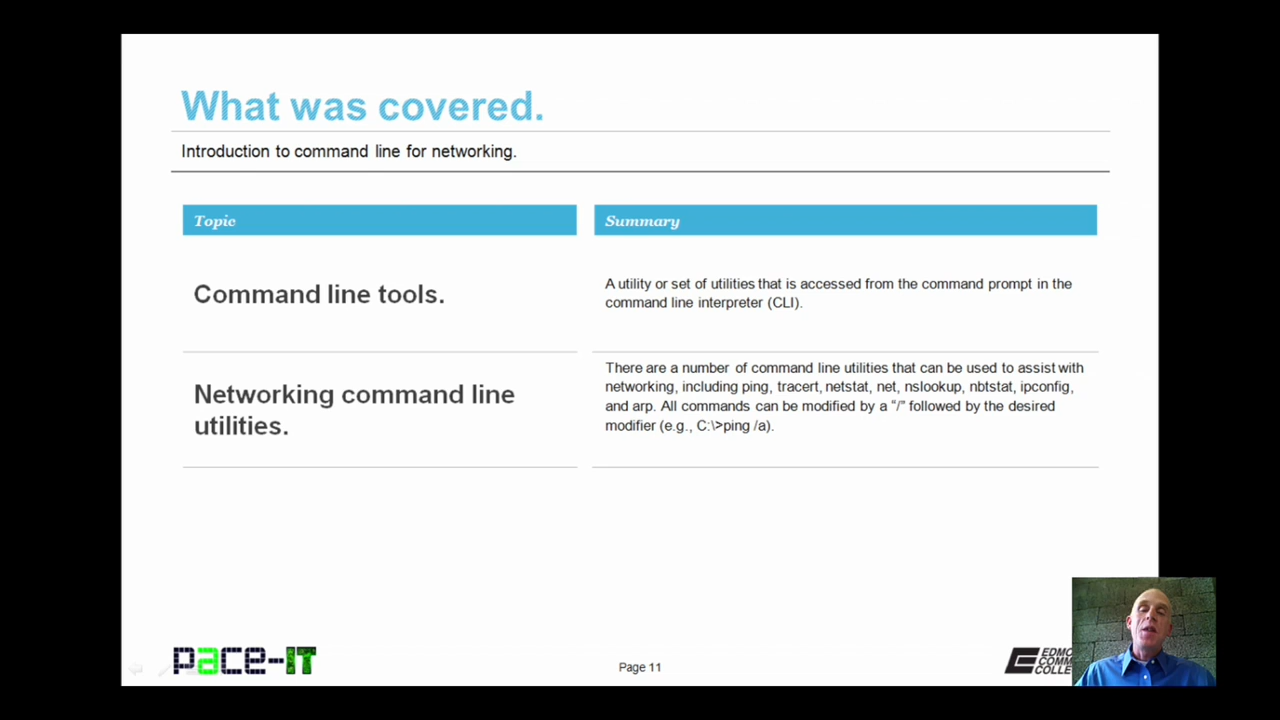 What was covered.
Introduction to command line for networking.
Topic
Summary
Command line tools.
A utility or set of utilities that is accessed from the command prompt in the
command line interpreter (CLI).
Networking command line
utilities.
There are a number of command line utilities that can be used to assist with
networking, including ping, tracert, netstat, net, nslookup, nbtstat, ipconfig,
and arp. All commands can be modified by a “/” followed by the desired
modifier (e.g., C:\>ping /a).
pace-IT
Page 11